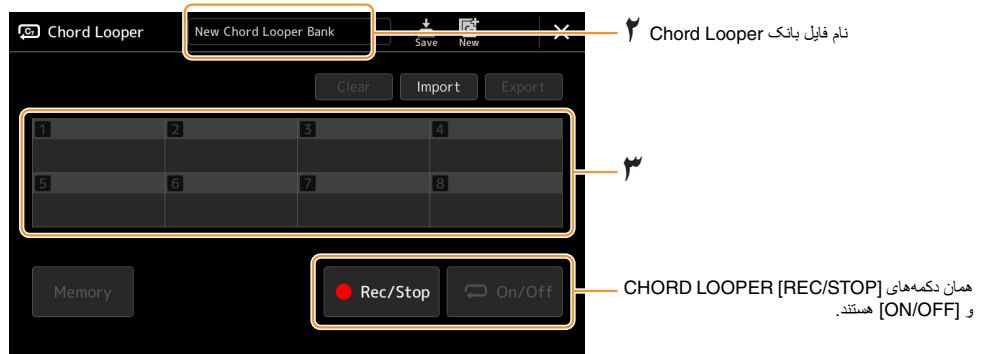 Chord Looper
New Chord Looper Bank
Save
New
۲ نام فایل بانک Chord Looper
Clear
Import
Export
1
2
3
4
5
6
7
8
۳
Memory
Rec/Stop
On/Off
همان دکمه‌های CHORD LOOPER [REC/STOP]
و [ON/OFF] هستند.